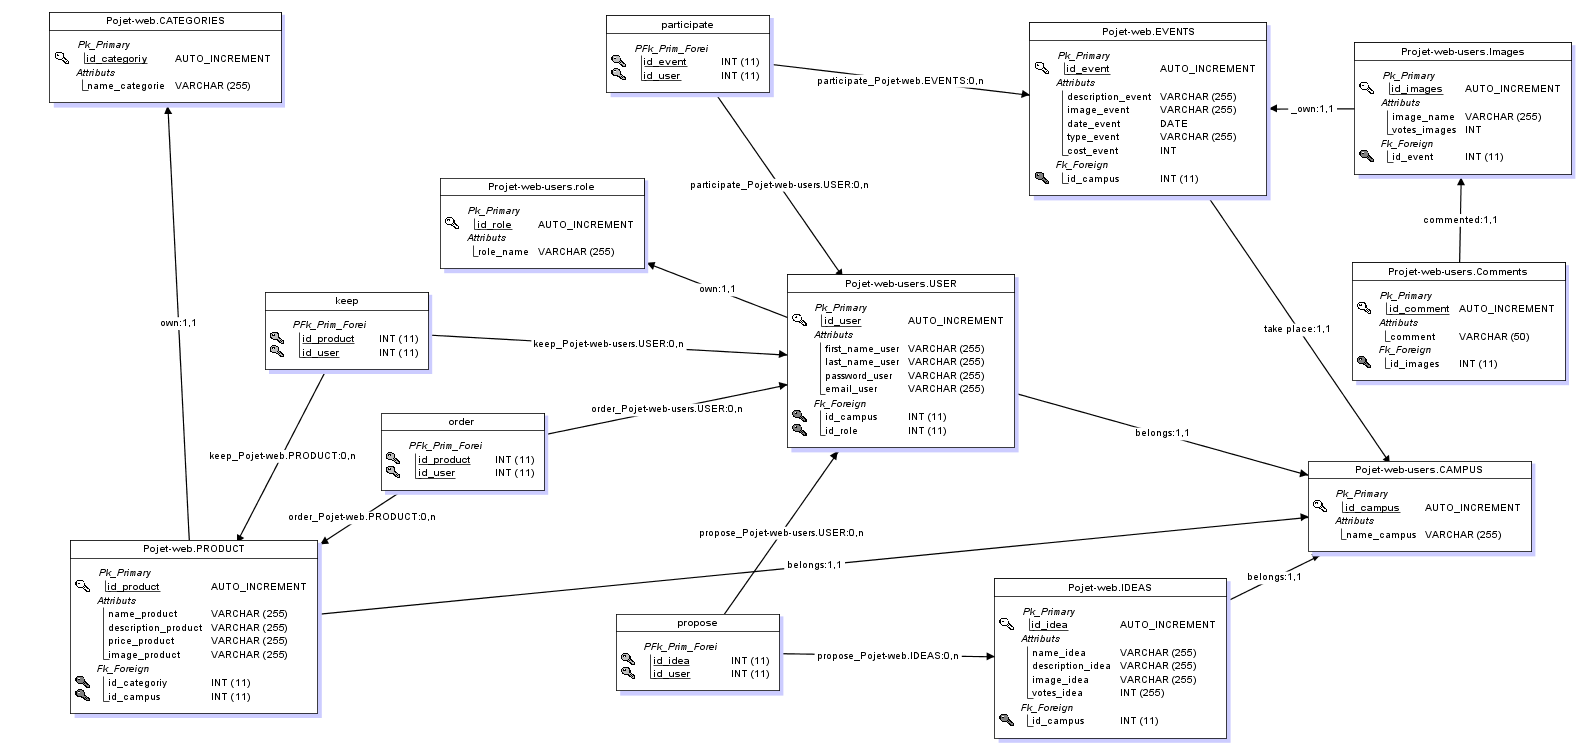 Pojet-web.CATEGORIES
Pk_Primary
id_categoriy AUTO_INCREMENT
Attributs
name_categorie VARCHAR (255)
participate
PFk_Prim_Forei
id_event INT (11)
id_user INT (11)
participate_Pojet-web.EVENTS:0,n
Pojet-web.EVENTS
Pk_Primary
id_event AUTO_INCREMENT
Attributs
description_event VARCHAR (255)
image_event VARCHAR (255)
date_event DATE
type_event VARCHAR (255)
cost_event INT
Fk_Foreign
id_campus INT (11)
_own:1,1
Projet-web-users.Images
Pk_Primary
id_images AUTO_INCREMENT
Attributs
image_name VARCHAR (255)
votes_images INT
Fk_Foreign
id_event INT (11)
participate_Pojet-web-users.USER:0,n
commented:1,1
Projet-web-users.role
Pk_Primary
id_role AUTO_INCREMENT
Attributs
role_name VARCHAR (255)
own:1,1
Projet-web-users.Comments
Pk_Primary
id_comment AUTO_INCREMENT
Attributs
comment VARCHAR (50)
Fk_Foreign
id_images INT (11)
Pojet-web-users.USER
Pk_Primary
id_user AUTO_INCREMENT
Attributs
first_name_user VARCHAR (255)
last_name_user VARCHAR (255)
password_user VARCHAR (255)
email_user VARCHAR (255)
Fk_Foreign
id_campus INT (11)
id_role INT (11)
own:1,1
keep
PFk_Prim_Forei
id_product INT (11)
id_user INT (11)
keep_Pojet-web-users.USER:0,n
take place:1,1
order_Pojet-web-users.USER:0,n
order
PFk_Prim_Forei
id_product INT (11)
id_user INT (11)
belongs:1,1
keep_Pojet-web.PRODUCT:0,n
order_Pojet-web.PRODUCT:0,n
Pojet-web-users.CAMPUS
Pk_Primary
id_campus AUTO_INCREMENT
Attributs
name_campus VARCHAR (255)
propose_Pojet-web-users.USER:0,n
Pojet-web.PRODUCT
Pk_Primary
id_product AUTO_INCREMENT
Attributs
name_product VARCHAR (255)
description_product VARCHAR (255)
price_product VARCHAR (255)
image_product VARCHAR (255)
Fk_Foreign
id_categoriy INT (11)
id_campus INT (11)
belongs:1,1
belongs:1,1
propose
PFk_Prim_Forei
id_idea INT (11)
id_user INT (11)
propose_Pojet-web.IDEAS:0,n
Pojet-web.IDEAS
Pk_Primary
id_idea AUTO_INCREMENT
Attributs
name_idea VARCHAR (255)
description_idea VARCHAR (255)
image_idea VARCHAR (255)
votes_idea INT (255)
Fk_Foreign
id_campus INT (11)